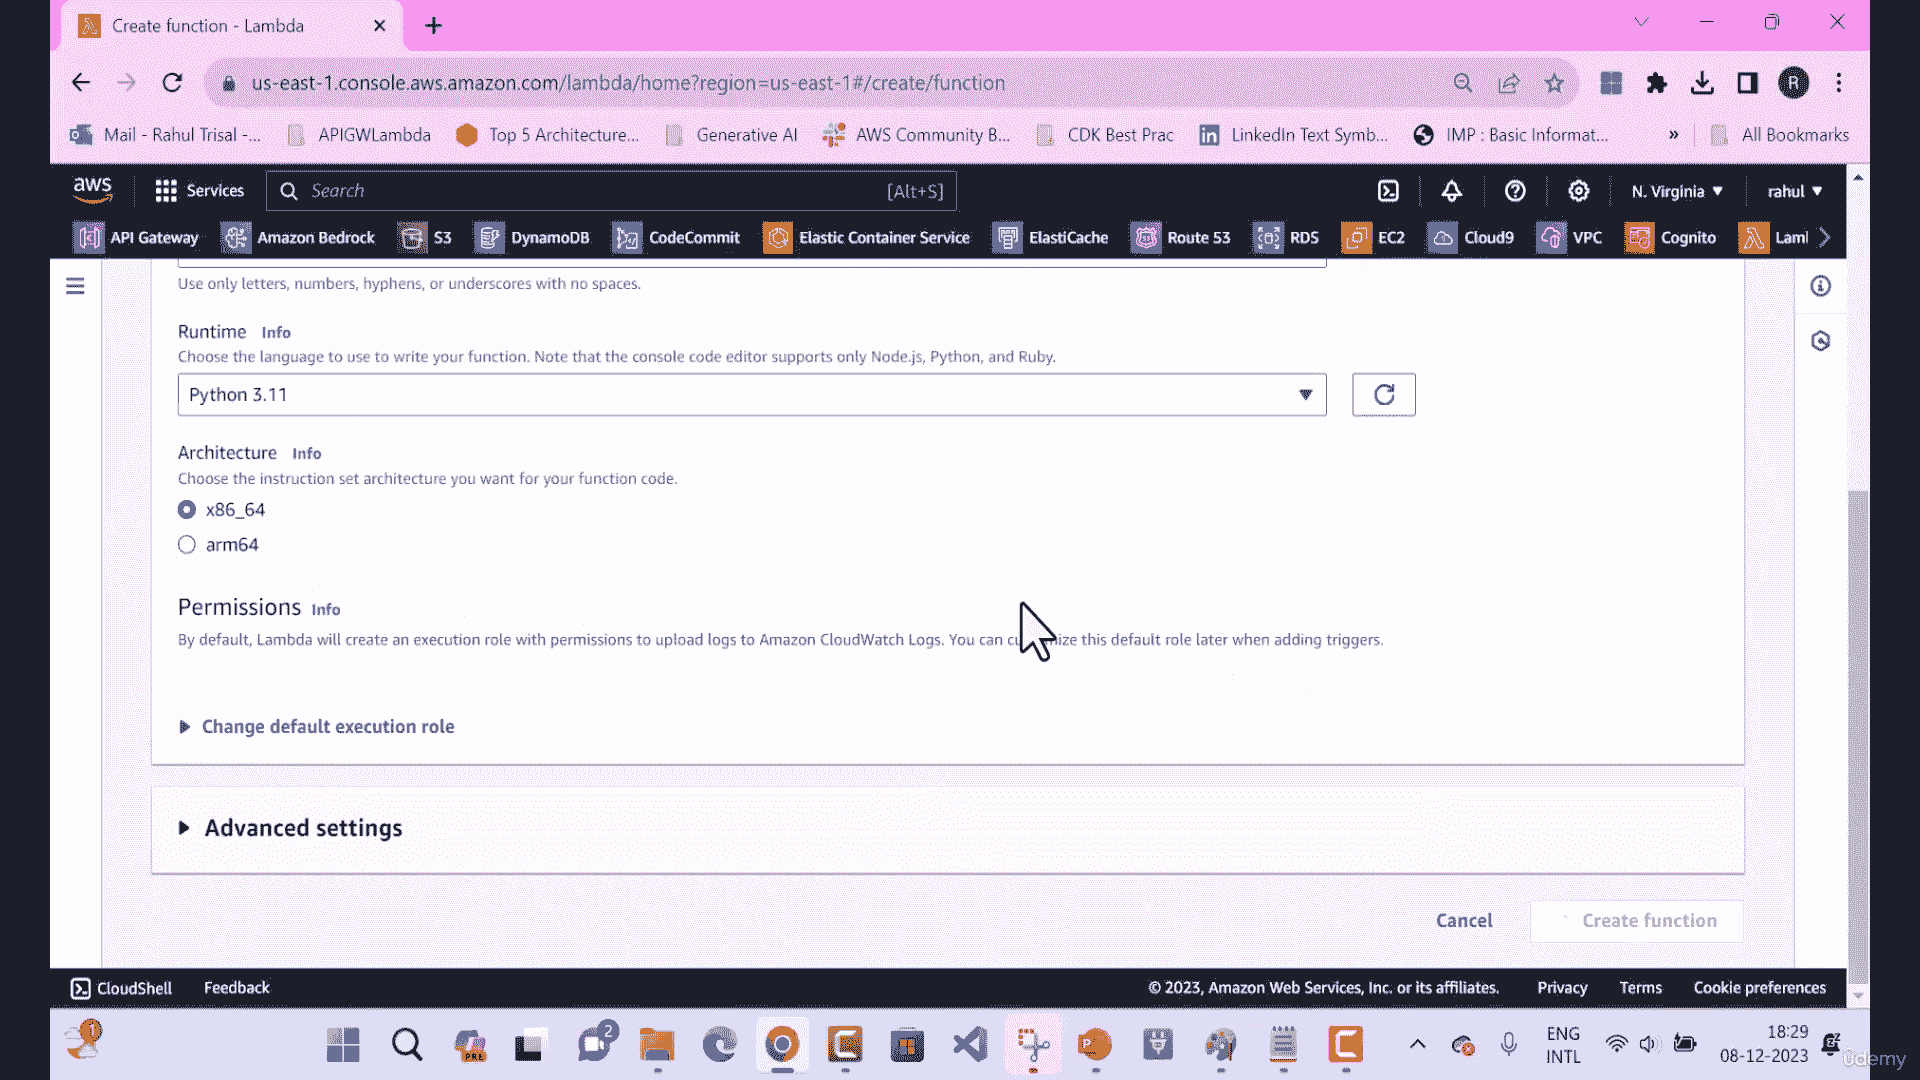 Create function - Lambda
us-east-1.console.aws.amazon.com/lambda/home?region=us-east-1#/create/function
R
Mail - Rahul Trisal -...
APIGWLambda
Top 5 Architecture...
Generative AI
AWS Community B...
CDK Best Prac
LinkedIn Text Symb...
IMP : Basic Informat...
»
All Bookmarks
aws
Services
Search
[Alt+S]
N. Virginia
rahul
API Gateway
Amazon Bedrock
S3
DynamoDB
CodeCommit
Elastic Container Service
ElastiCache
Route 53
RDS
EC2
Cloud9
VPC
Cognito
Use only letters, numbers, hyphens, or underscores with no spaces.
Runtime Info
Choose the language to use to write your function. Note that the console code editor supports only Node.js, Python, and Ruby.
Python 3.11
Architecture Info
Choose the instruction set architecture you want for your function code.
x86_64
arm64
Permissions Info
By default, Lambda will create an execution role with permissions to upload logs to Amazon CloudWatch Logs. You can this default role later when adding triggers.
Change default execution role
Advanced settings
Cancel
Create function
CloudShell
Feedback
© 2023, Amazon Web Services, Inc. or its affiliates.
Privacy
Terms
Cookie preferences
1
PRE
2
ENG
INTL
18:29
08-12-2023
ûdemy